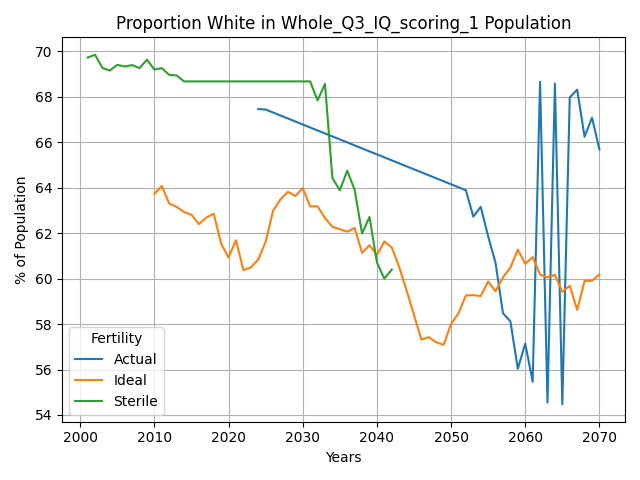 Proportion White in Whole_Q3_IQ_scoring_1 Population
% of Population
70
68
66
64
62
60
58
56
54
Fertility
Actual
Ideal
Sterile
2000 2010 2020 2030 2040 2050 2060 2070
Years